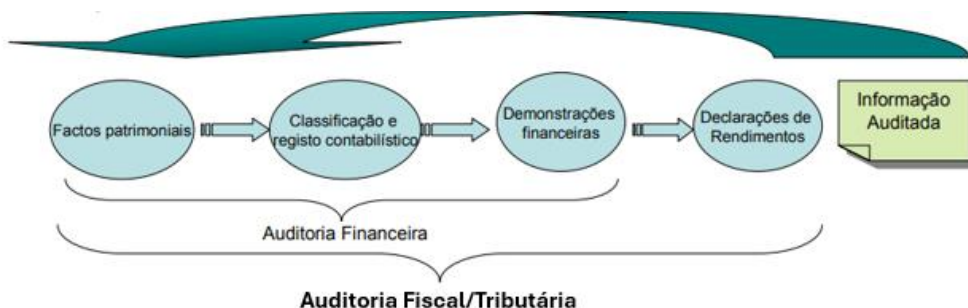 Factos patrimoniais
Classificação e
registo contabilístico
Demonstrações
financeiras
Declarações de
Rendimentos
Informação
Auditada
Auditoria Financeira
Auditoria Fiscal/Tributária